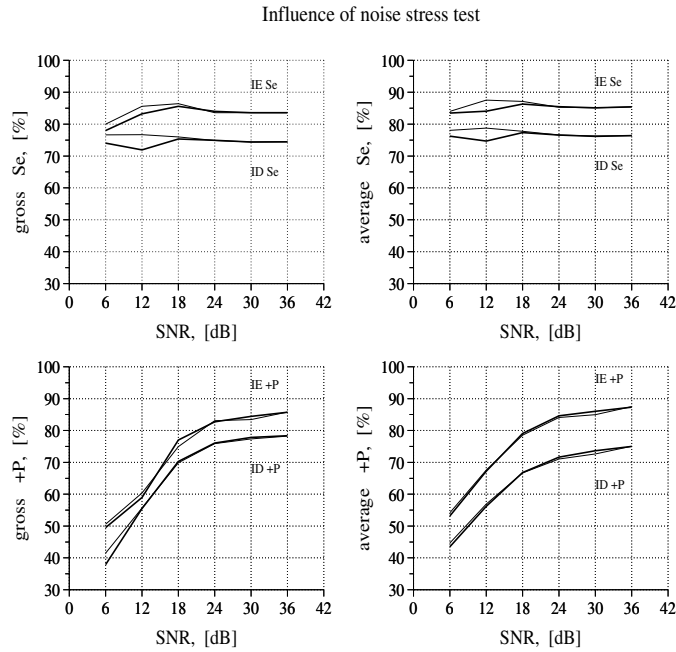 Influence of noise stress test
100
90
80
70
60
50
40
30
gross Se, [%]
IE Se
ID Se
0 6 12 18 24 30 36 42
SNR, [dB]
100
90
80
70
60
50
40
30
average Se, [%]
IE Se
ID Se
0 6 12 18 24 30 36 42
SNR, [dB]
100
90
80
70
60
50
40
30
gross +P, [%]
IE +P
ID +P
0 6 12 18 24 30 36 42
SNR, [dB]
100
90
80
70
60
50
40
30
average +P, [%]
IE +P
ID +P
0 6 12 18 24 30 36 42
SNR, [dB]